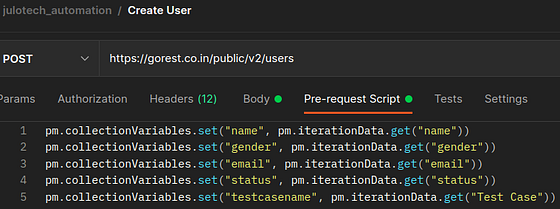 julotech_automation / Create User
POST https://gorest.co.in/public/v2/users
Params Authorization Headers (12) Body Pre-request Script Tests Settings
1 pm.collectionVariables.set("name", pm.iterationData.get("name"))
2 pm.collectionVariables.set("gender", pm.iterationData.get("gender"))
3 pm.collectionVariables.set("email", pm.iterationData.get("email"))
4 pm.collectionVariables.set("status", pm.iterationData.get("status"))
5 pm.collectionVariables.set("testcasename", pm.iterationData.get("Test Case"))